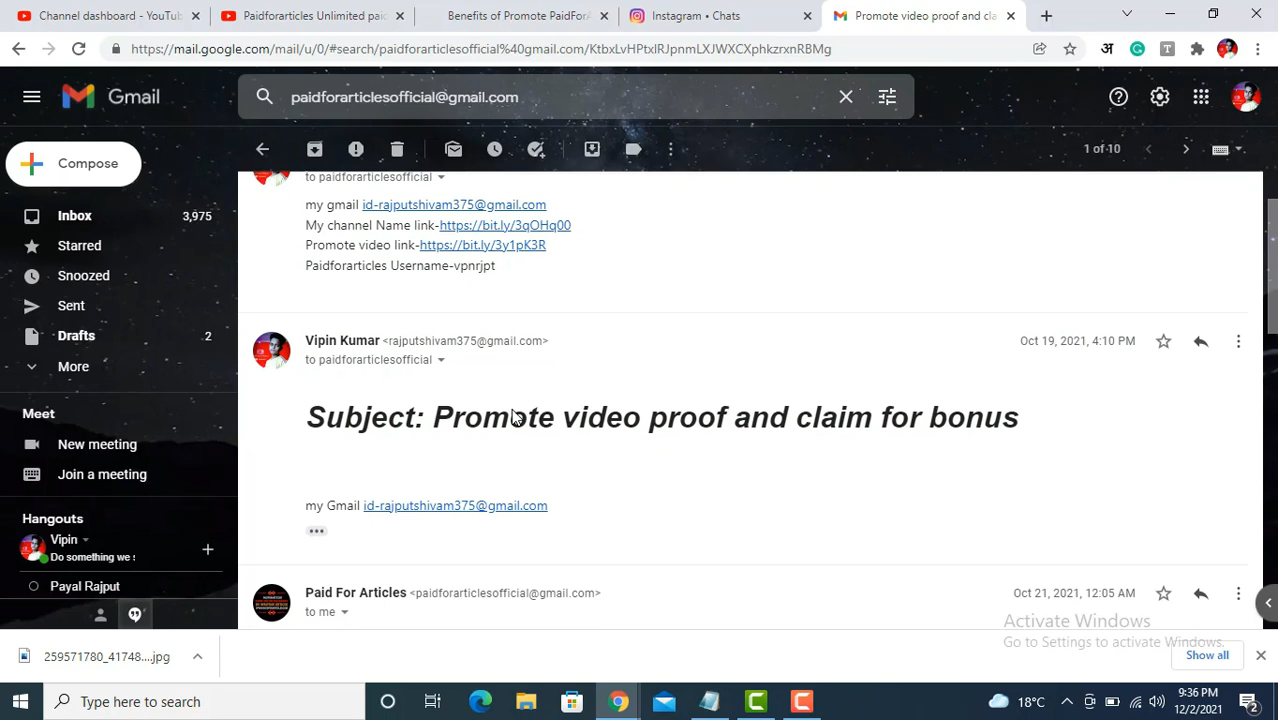 Channel dashboard - YouTu
Paidforarticles Unlimited paid
Benefits of Promote PaidForA
Instagram • Chats
Promote video proof and clai
https://mail.google.com/mail/u/0/#search/paidforarticlesofficial%40gmail.com/KtbxLvHPtxlRJpnmLXJWXCXphkzrxnRBMg
अ
T
Gmail
paidforarticlesofficial@gmail.com
Compose
1 of 10
to paidforarticlesofficial
my gmail id-rajputshivam375@gmail.com
My channel Name link-https://bit.ly/3qOHq00
Promote video link-https://bit.ly/3y1pK3R
Paidforarticles Username-vpnrjpt
Inbox 3,975
Starred
Snoozed
Sent
Drafts 2
More
Meet
New meeting
Join a meeting
Hangouts
Vipin
Do something we s
Payal Rajput
Vipin Kumar <rajputshivam375@gmail.com>
Oct 19, 2021, 4:10 PM
to paidforarticlesofficial
Subject: Promote video proof and claim for bonus
my Gmail id-rajputshivam375@gmail.com
Paid For Articles <paidforarticlesofficial@gmail.com>
Oct 21, 2021, 12:05 AM
to me
Activate Windows
Go to Settings to activate Windows.
259571780_41748....jpg
Show all
Type here to search
18°C
9:36 PM
12/2/2021
2